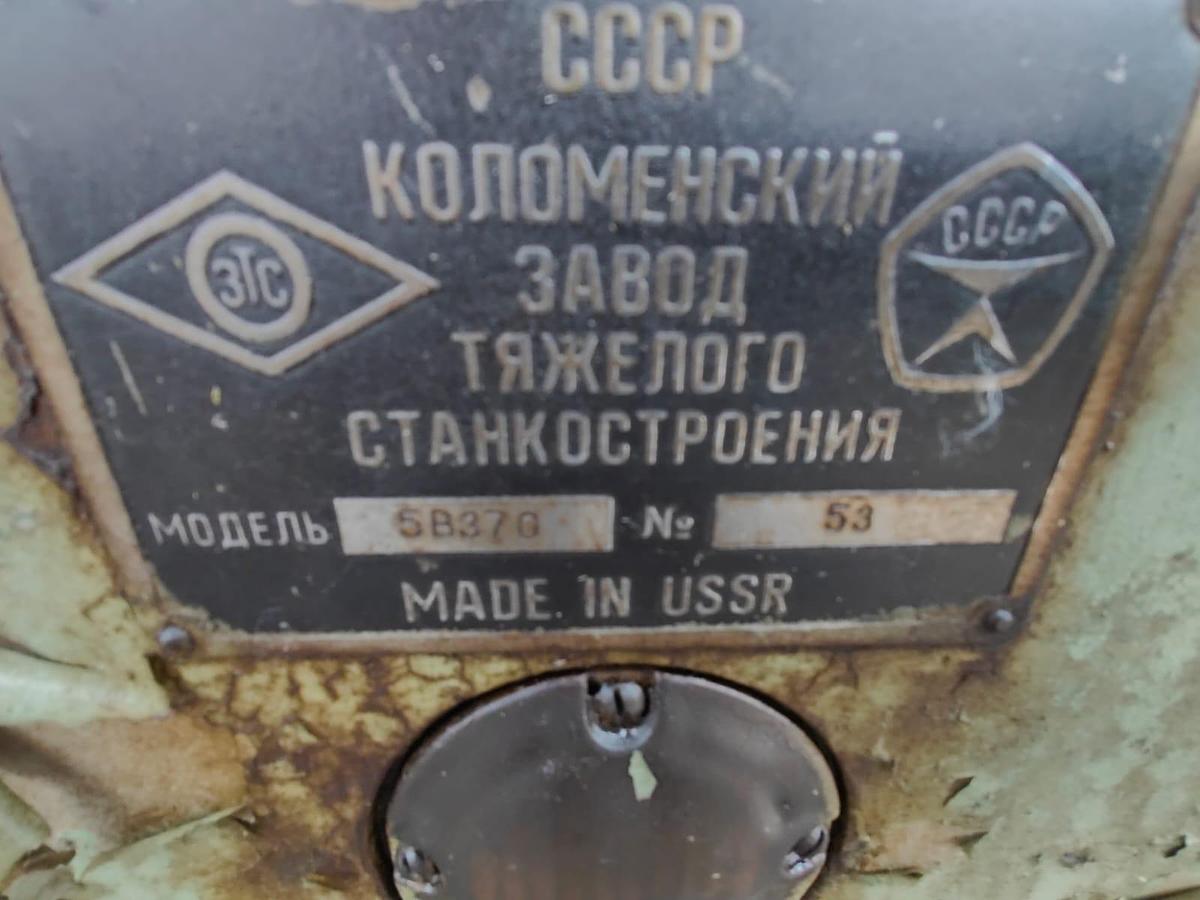 СССР
КОЛОМЕНСКИЙ
ЗАВОД
ТЯЖЕЛОГО
СТАНКОСТРОЕНИЯ
ЗТС
СССР
МОДЕЛЬ 5В370 № 53
MADE IN USSR